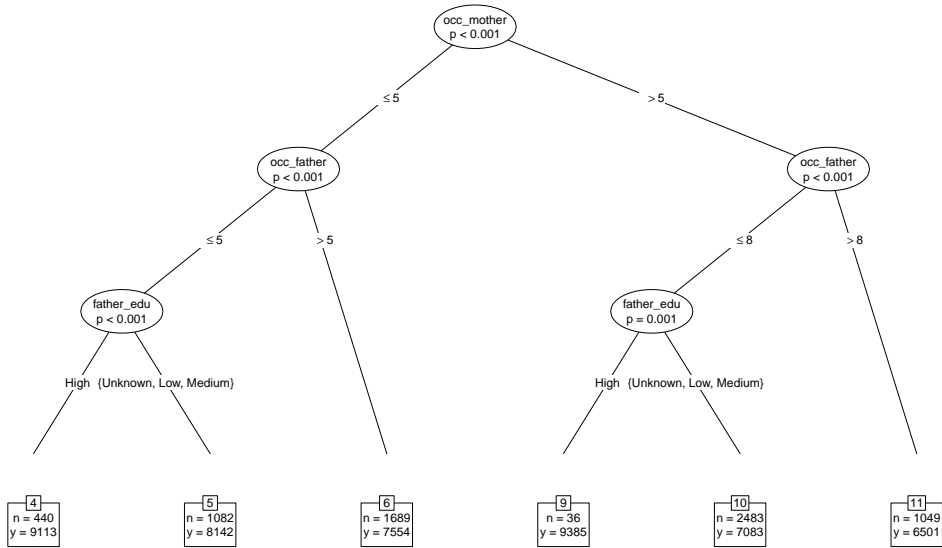 occ_mother
p < 0.001
≤ 5
> 5
occ_father
p < 0.001
occ_father
p < 0.001
≤ 5
> 5
≤ 8
> 8
father_edu
p < 0.001
father_edu
p = 0.001
High {Unknown, Low, Medium}
High {Unknown, Low, Medium}
4
n = 440
y = 9113
5
n = 1082
y = 8142
6
n = 1689
y = 7554
9
n = 36
y = 9385
10
n = 2483
y = 7083
11
n = 1049
y = 6501